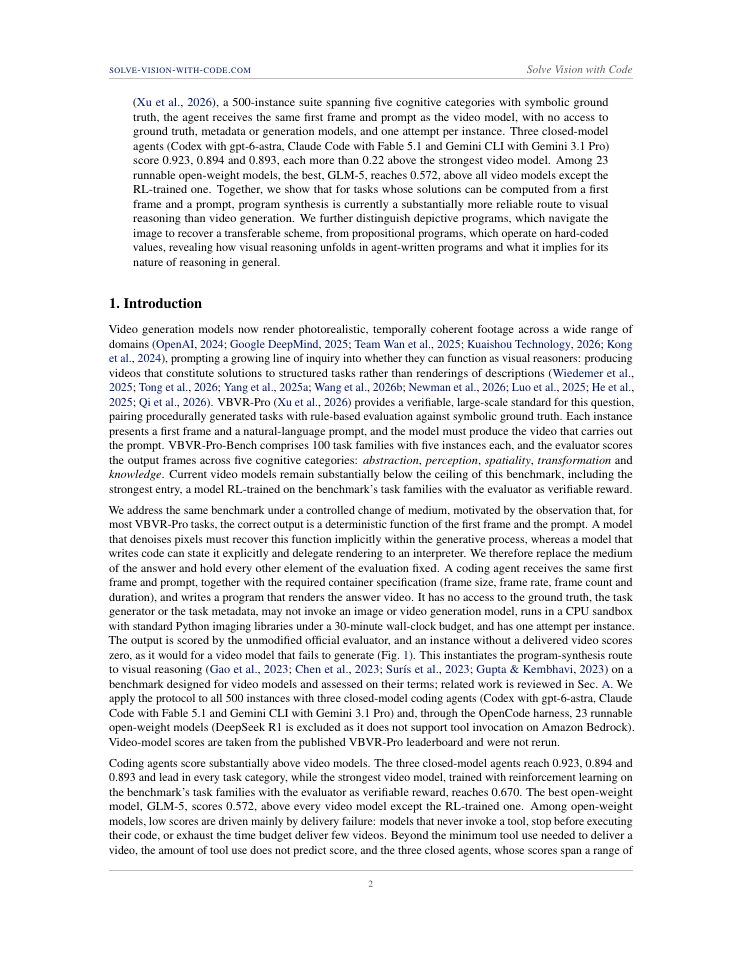 SOLVE-VISION-WITH-CODE.COM
Solve Vision with Code
(Xu et al., 2026), a 500-instance suite spanning five cognitive categories with symbolic ground
truth, the agent receives the same first frame and prompt as the video model, with no access to
ground truth, metadata or generation models, and one attempt per instance. Three closed-model
agents (Codex with gpt-6-astra, Claude Code with Fable 5.1 and Gemini CLI with Gemini 3.1 Pro)
score 0.923, 0.894 and 0.893, each more than 0.22 above the strongest video model. Among 23
runnable open-weight models, the best, GLM-5, reaches 0.572, above all video models except the
RL-trained one. Together, we show that for tasks whose solutions can be computed from a first
frame and a prompt, program synthesis is currently a substantially more reliable route to visual
reasoning than video generation. We further distinguish depictive programs, which navigate the
image to recover a transferable scheme, from propositional programs, which operate on hard-coded
values, revealing how visual reasoning unfolds in agent-written programs and what it implies for its
nature of reasoning in general.
1. Introduction
Video generation models now render photorealistic, temporally coherent footage across a wide range of
domains (OpenAI, 2024; Google DeepMind, 2025; Team Wan et al., 2025; Kuaishou Technology, 2026; Kong
et al., 2024), prompting a growing line of inquiry into whether they can function as visual reasoners: producing
videos that constitute solutions to structured tasks rather than renderings of descriptions (Wiedemer et al.,
2025; Tong et al., 2026; Yang et al., 2025a; Wang et al., 2026b; Newman et al., 2026; Luo et al., 2025; He et al.,
2025; Qi et al., 2026). VBVR-Pro (Xu et al., 2026) provides a verifiable, large-scale standard for this question,
pairing procedurally generated tasks with rule-based evaluation against symbolic ground truth. Each instance
presents a first frame and a natural-language prompt, and the model must produce the video that carries out
the prompt. VBVR-Pro-Bench comprises 100 task families with five instances each, and the evaluator scores
the output frames across five cognitive categories: abstraction, perception, spatiality, transformation and
knowledge. Current video models remain substantially below the ceiling of this benchmark, including the
strongest entry, a model RL-trained on the benchmark's task families with the evaluator as verifiable reward.
We address the same benchmark under a controlled change of medium, motivated by the observation that, for
most VBVR-Pro tasks, the correct output is a deterministic function of the first frame and the prompt. A model
that denoises pixels must recover this function implicitly within the generative process, whereas a model that
writes code can state it explicitly and delegate rendering to an interpreter. We therefore replace the medium
of the answer and hold every other element of the evaluation fixed. A coding agent receives the same first
frame and prompt, together with the required container specification (frame size, frame rate, frame count and
duration), and writes a program that renders the answer video. It has no access to the ground truth, the task
generator or the task metadata, may not invoke an image or video generation model, runs in a CPU sandbox
with standard Python imaging libraries under a 30-minute wall-clock budget, and has one attempt per instance.
The output is scored by the unmodified official evaluator, and an instance without a delivered video scores
zero, as it would for a video model that fails to generate (Fig. 1). This instantiates the program-synthesis route
to visual reasoning (Gao et al., 2023; Chen et al., 2023; Surís et al., 2023; Gupta & Kembhavi, 2023) on a
benchmark designed for video models and assessed on their terms; related work is reviewed in Sec. A. We
apply the protocol to all 500 instances with three closed-model coding agents (Codex with gpt-6-astra, Claude
Code with Fable 5.1 and Gemini CLI with Gemini 3.1 Pro) and, through the OpenCode harness, 23 runnable
open-weight models (DeepSeek R1 is excluded as it does not support tool invocation on Amazon Bedrock).
Video-model scores are taken from the published VBVR-Pro leaderboard and were not rerun.
Coding agents score substantially above video models. The three closed-model agents reach 0.923, 0.894 and
0.893 and lead in every task category, while the strongest video model, trained with reinforcement learning on
the benchmark's task families with the evaluator as verifiable reward, reaches 0.670. The best open-weight
model, GLM-5, scores 0.572, above every video model except the RL-trained one. Among open-weight
models, low scores are driven mainly by delivery failure: models that never invoke a tool, stop before executing
their code, or exhaust the time budget deliver few videos. Beyond the minimum tool use needed to deliver a
video, the amount of tool use does not predict score, and the three closed agents, whose scores span a range of
2